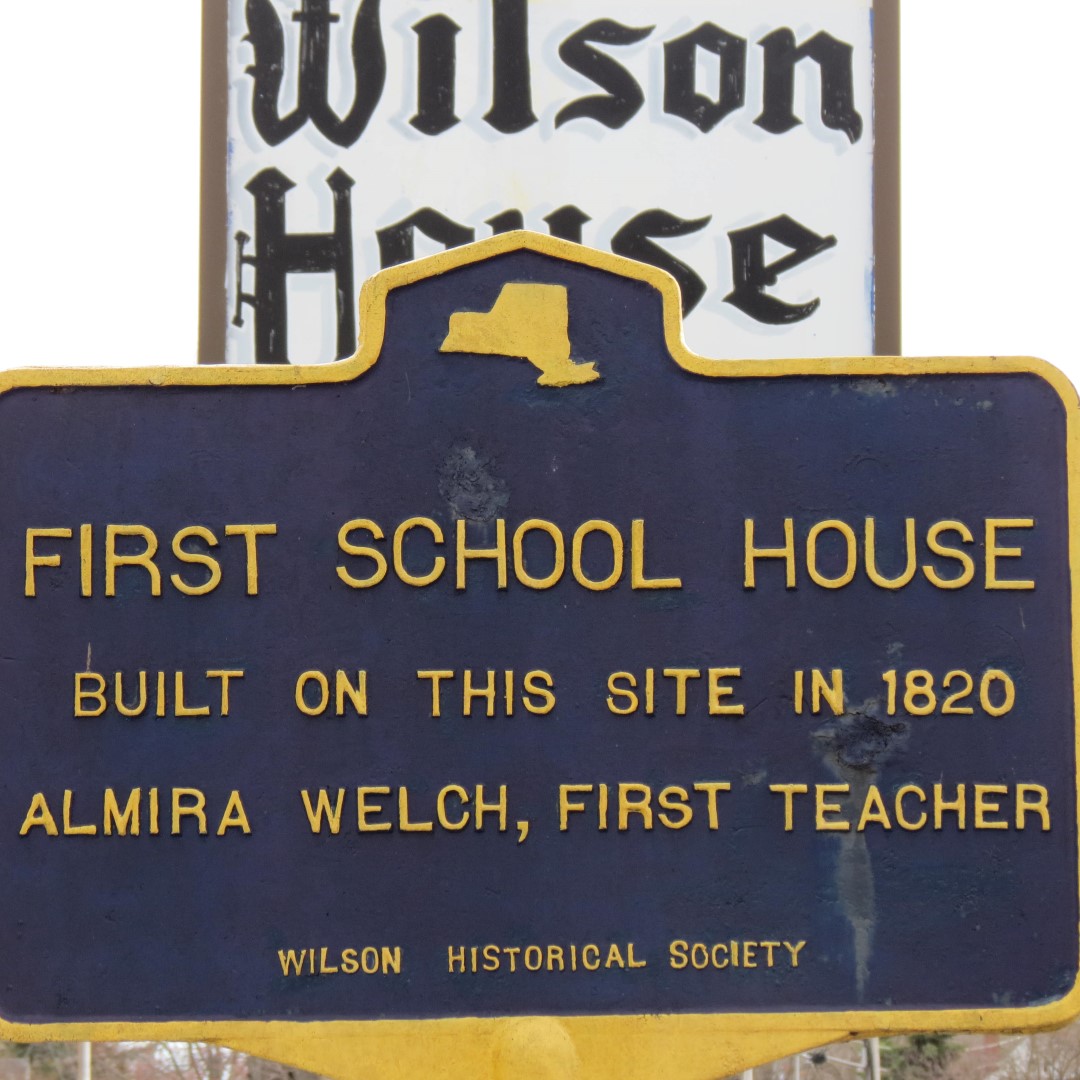 Wilson
House
FIRST SCHOOL HOUSE
BUILT ON THIS SITE IN 1820
ALMIRA WELCH, FIRST TEACHER
WILSON HISTORICAL SOCIETY